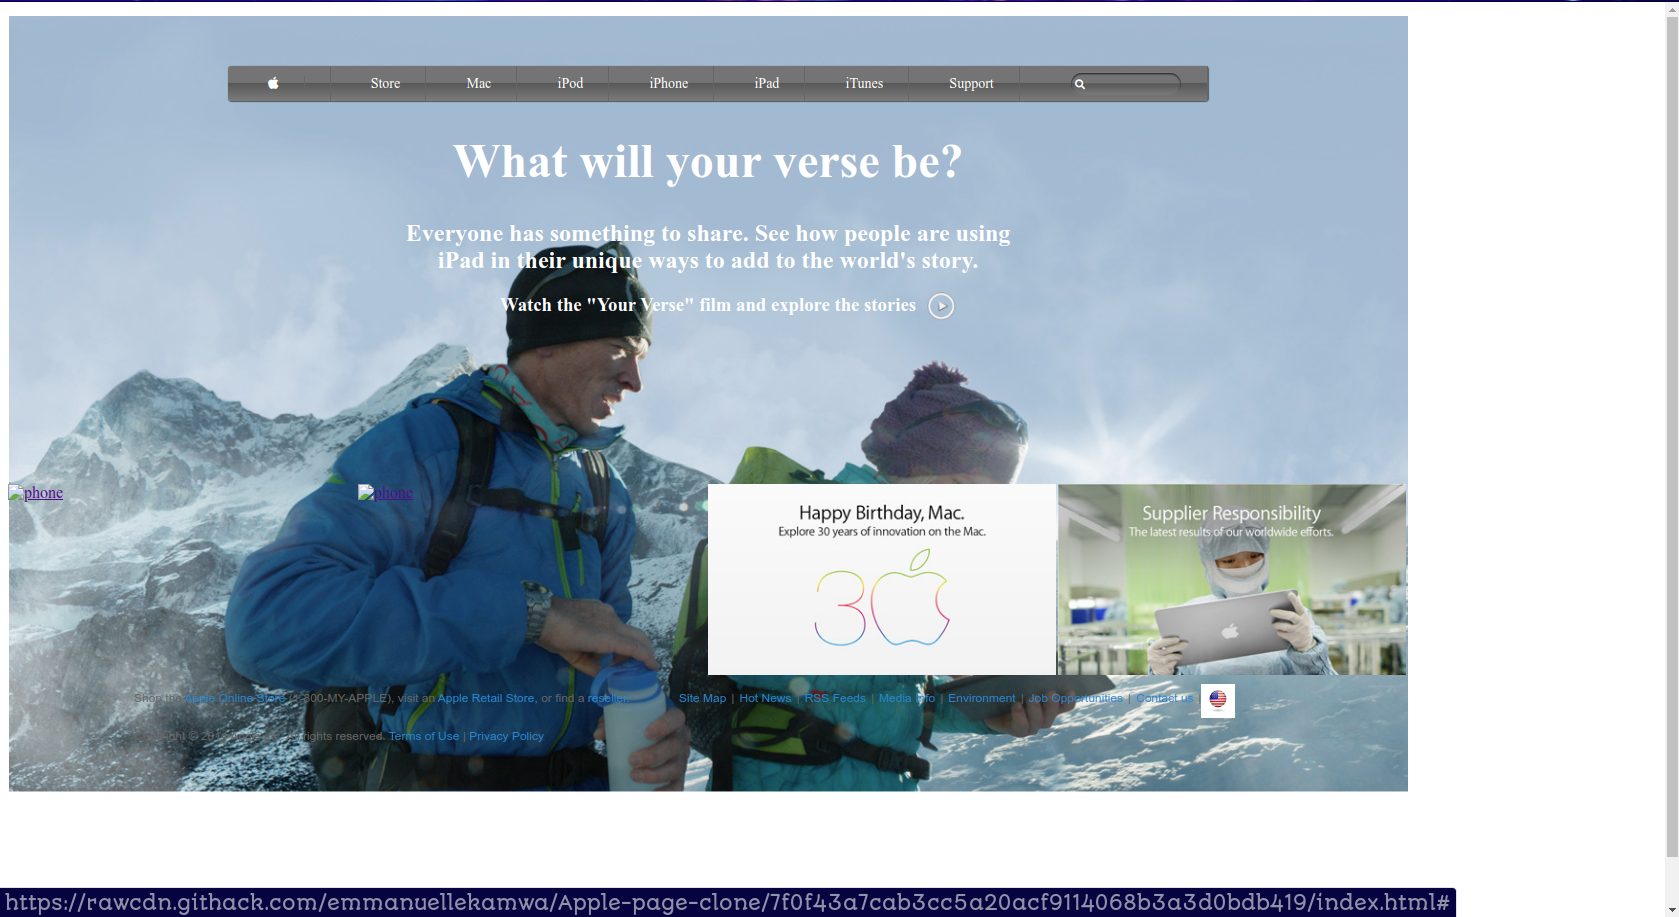 Store Mac iPod iPhone iPad iTunes Support
What will your verse be?
Everyone has something to share. See how people are using
iPad in their unique ways to add to the world's story.
Watch the "Your Verse" film and explore the stories
phone phone
Happy Birthday, Mac.
Explore 30 years of innovation on the Mac.
30
Supplier Responsibility
The latest results of our worldwide efforts.
Shop the Apple Online Store (1-800-MY-APPLE), visit an Apple Retail Store, or find a reseller.
Site Map | Hot News | RSS Feeds | Media Info | Environment | Job Opportunities | Contact us |
rights reserved. Terms of Use | Privacy Policy
https://rawcdn.githack.com/emmanuellekamwa/Apple-page-clone/7f0f43a7cab3cc5a20acf9114068b3a3d0bdb419/index.html#